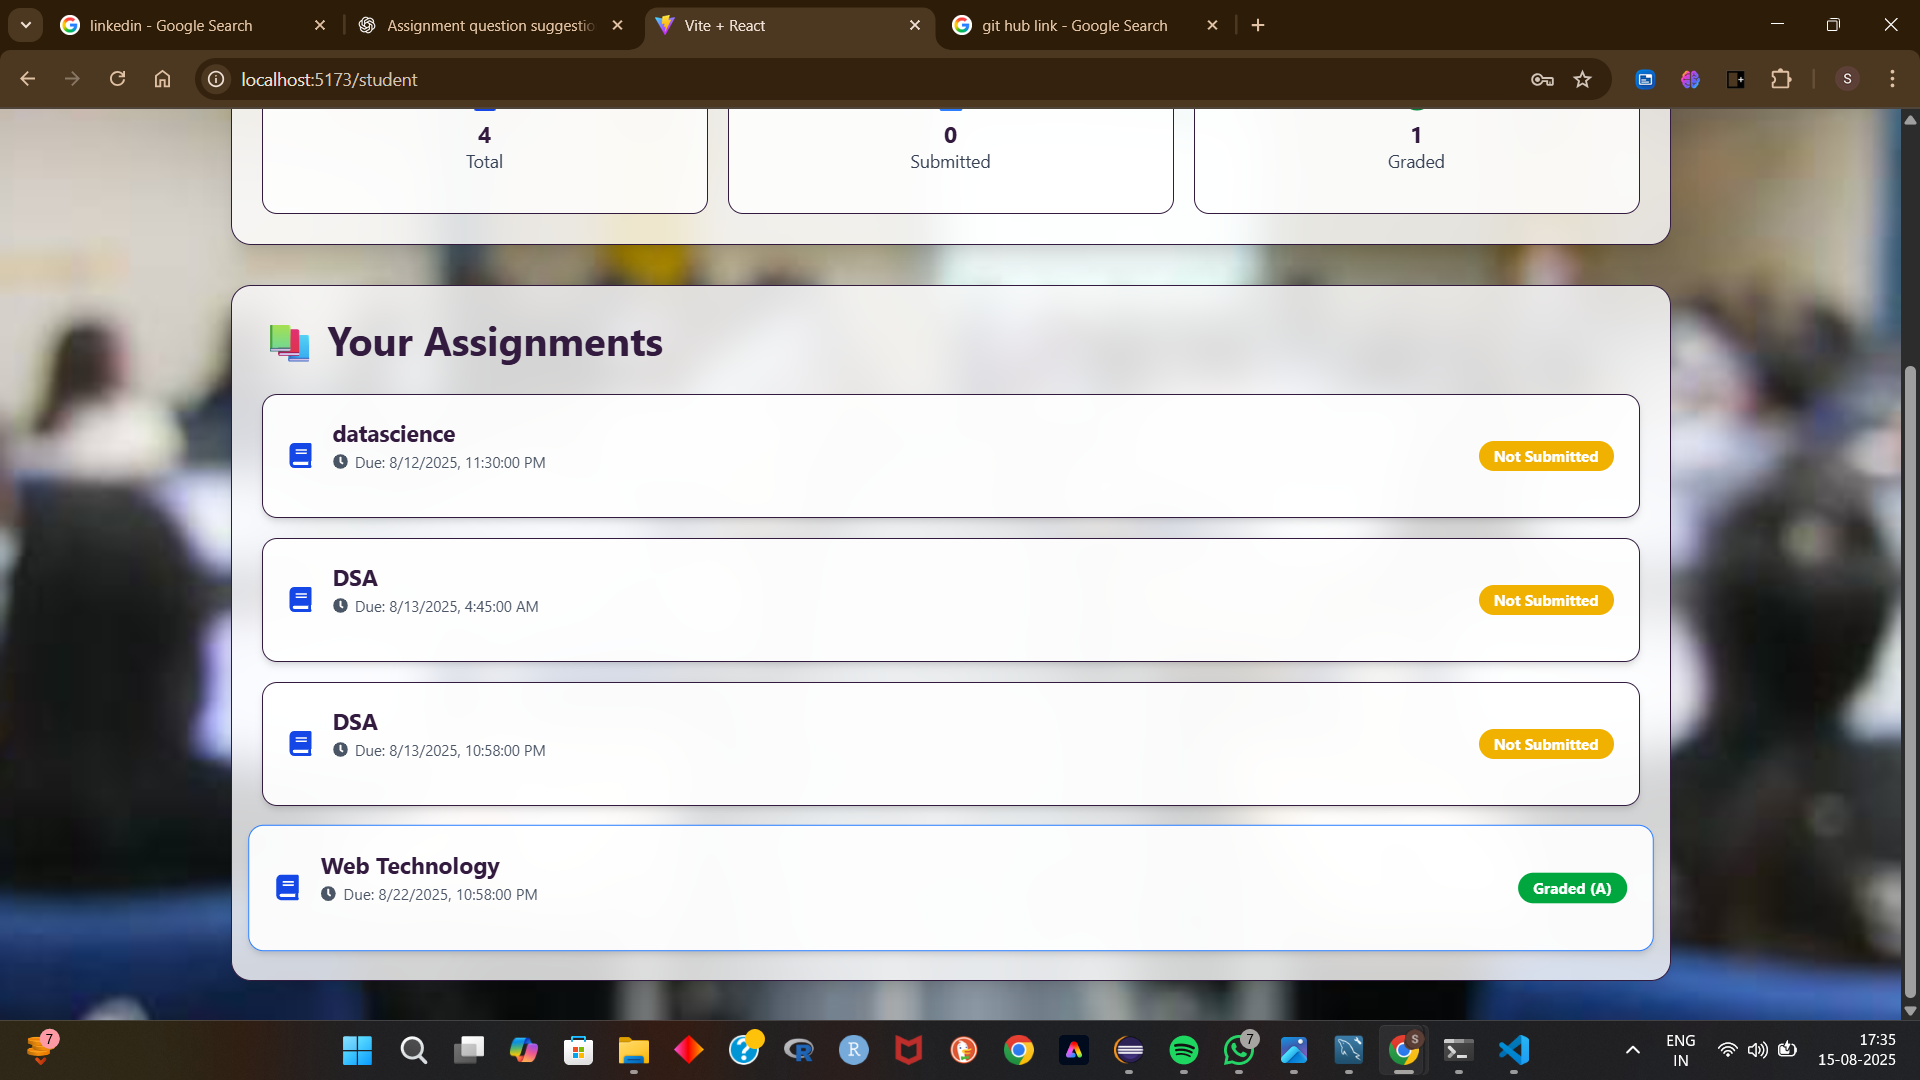 linkedin - Google Search
Assignment question suggestio
Vite + React
git hub link - Google Search
localhost:5173/student
S
4
Total
0
Submitted
1
Graded
Your Assignments
datascience
Due: 8/12/2025, 11:30:00 PM
Not Submitted
DSA
Due: 8/13/2025, 4:45:00 AM
Not Submitted
DSA
Due: 8/13/2025, 10:58:00 PM
Not Submitted
Web Technology
Due: 8/22/2025, 10:58:00 PM
Graded (A)
7
?
R
R
7
S
ENG
IN
17:35
15-08-2025